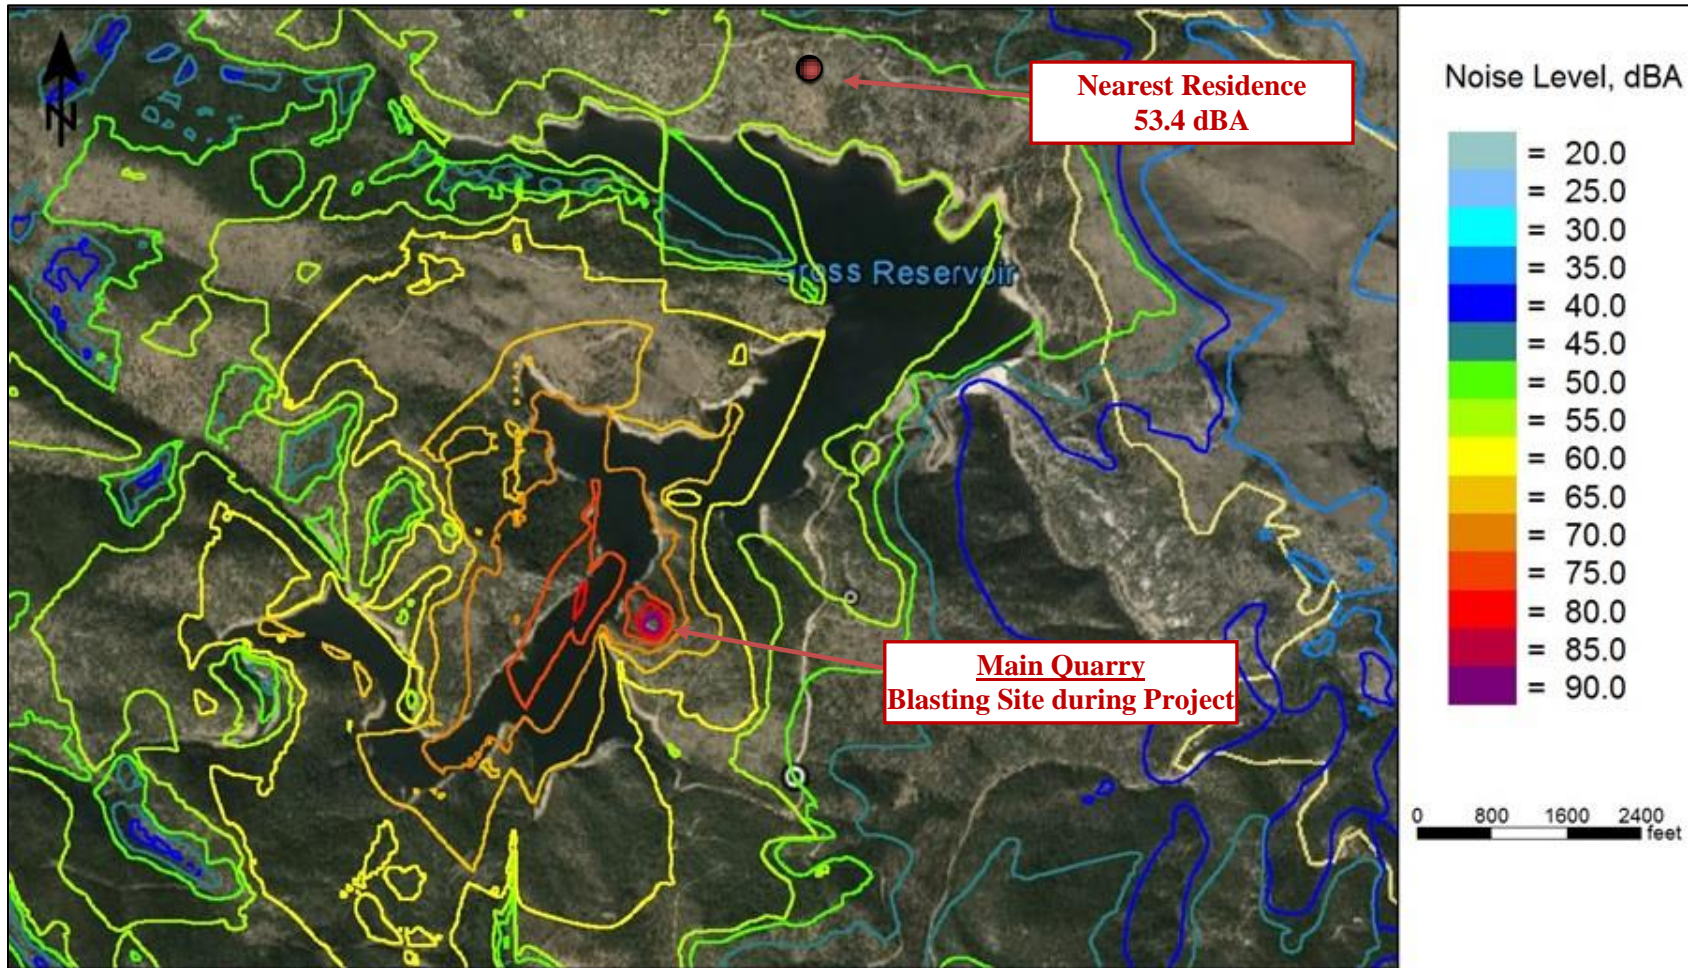 N
Nearest Residence
53.4 dBA
Gross Reservoir
Main Quarry
Blasting Site during Project
Noise Level, dBA
= 20.0
= 25.0
= 30.0
= 35.0
= 40.0
= 45.0
= 50.0
= 55.0
= 60.0
= 65.0
= 70.0
= 75.0
= 80.0
= 85.0
= 90.0
0 800 1600 2400
feet